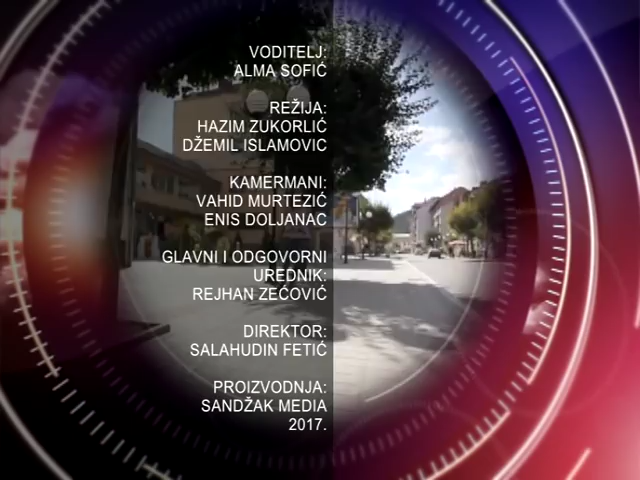 VODITELJ:
ALMA SOFIĆ
REŽIJA:
HAZIM ZUKORLIĆ
DŽEMIL ISLAMOVIC
KAMERMANI:
VAHID MURTEZIĆ
ENIS DOLJANAC
GLAVNI I ODGOVORNI
UREDNIK:
REJHAN ZEĆOVIĆ
DIREKTOR:
SALAHUDIN FETIĆ
PROIZVODNJA:
SANDŽAK MEDIA
2017.